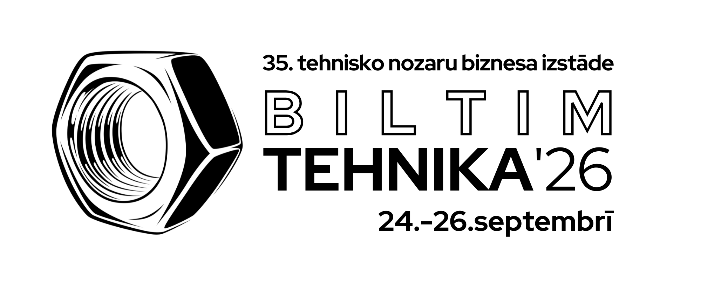 35. tehnisko nozaru biznesa izstāde
BILTIM
TEHNIKA'26
24.-26.septembrī